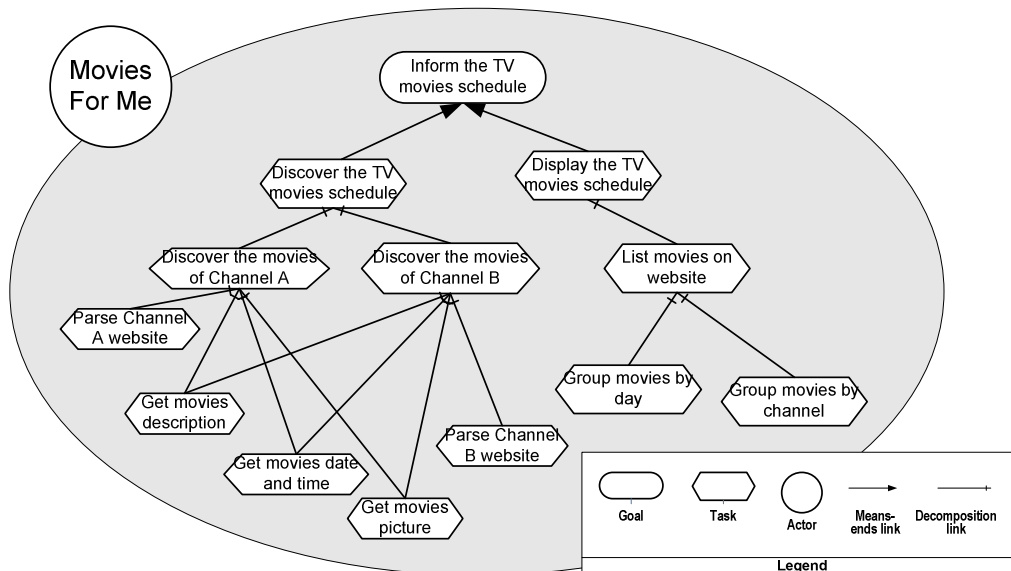 Movies
For Me
Inform the TV
movies schedule
Discover the TV
movies schedule
Display the TV
movies schedule
Discover the movies
of Channel A
Discover the movies
of Channel B
List movies on
website
Parse Channel
A website
Get movies
description
Get movies date
and time
Get movies
picture
Parse Channel
B website
Group movies by
day
Group movies by
channel
Goal
Task
Actor
Means-
ends link
Decomposition
link
Legend